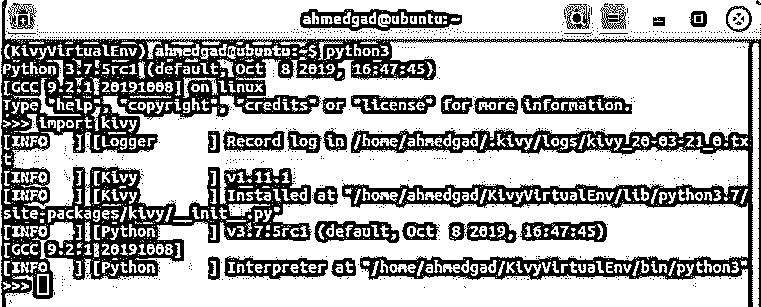 ahmedgad@ubuntu: ~
(KivyVirtualEnv) ahmedgad@ubuntu:~$ python3
Python 3.7.5rc1 (default, Oct  8 2019, 16:47:45)
[GCC 9.2.1 20191008] on linux
Type "help", "copyright", "credits" or "license" for more information.
>>> import kivy
[INFO   ] [Logger      ] Record log in /home/ahmedgad/.kivy/logs/kivy_20-03-21_0.tx
t
[INFO   ] [Kivy        ] v1.11.1
[INFO   ] [Kivy        ] Installed at "/home/ahmedgad/KivyVirtualEnv/lib/python3.7/
site-packages/kivy/__init__.py"
[INFO   ] [Python      ] v3.7.5rc1 (default, Oct  8 2019, 16:47:45)
[GCC 9.2.1 20191008]
[INFO   ] [Python      ] Interpreter at "/home/ahmedgad/KivyVirtualEnv/bin/python3"
>>>